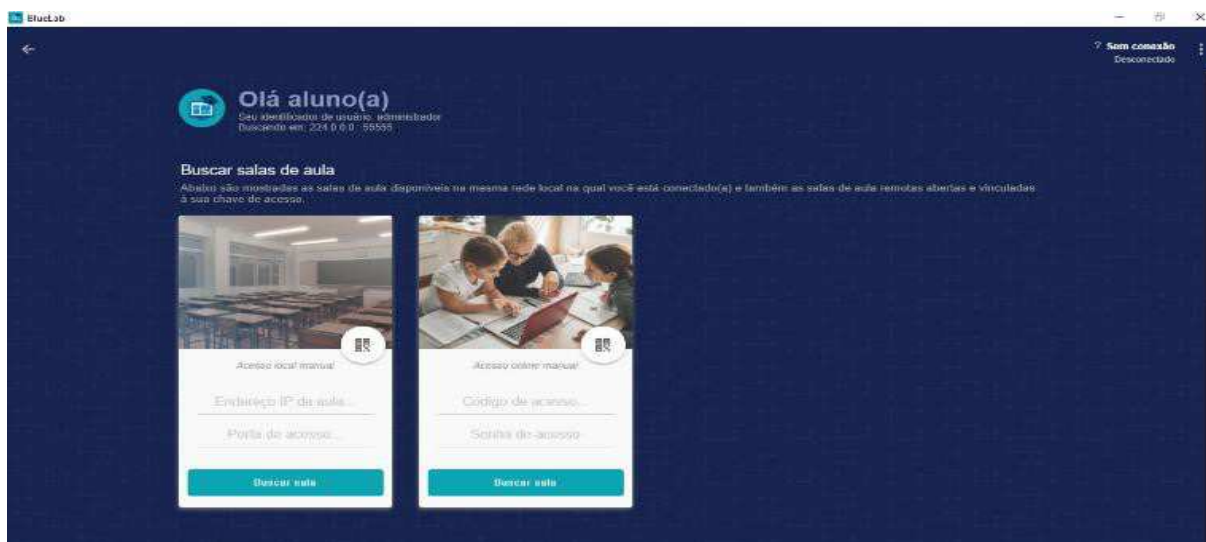 BlueLab
Sem conexão
Desconectado
Olá aluno(a)
Seu identificador de usuário: administrador
Buscando em: 224.0.0.0 : 55555
Buscar salas de aula
Abaixo são mostradas as salas de aula disponíveis na mesma rede local na qual você está conectado(a) e também as salas de aula remotas abertas e vinculadas
à sua chave de acesso.
Acesso local manual
Endereço IP da aula...
Porta de acesso...
Buscar aula
Acesso online manual
Código de acesso...
Senha de acesso
Buscar aula